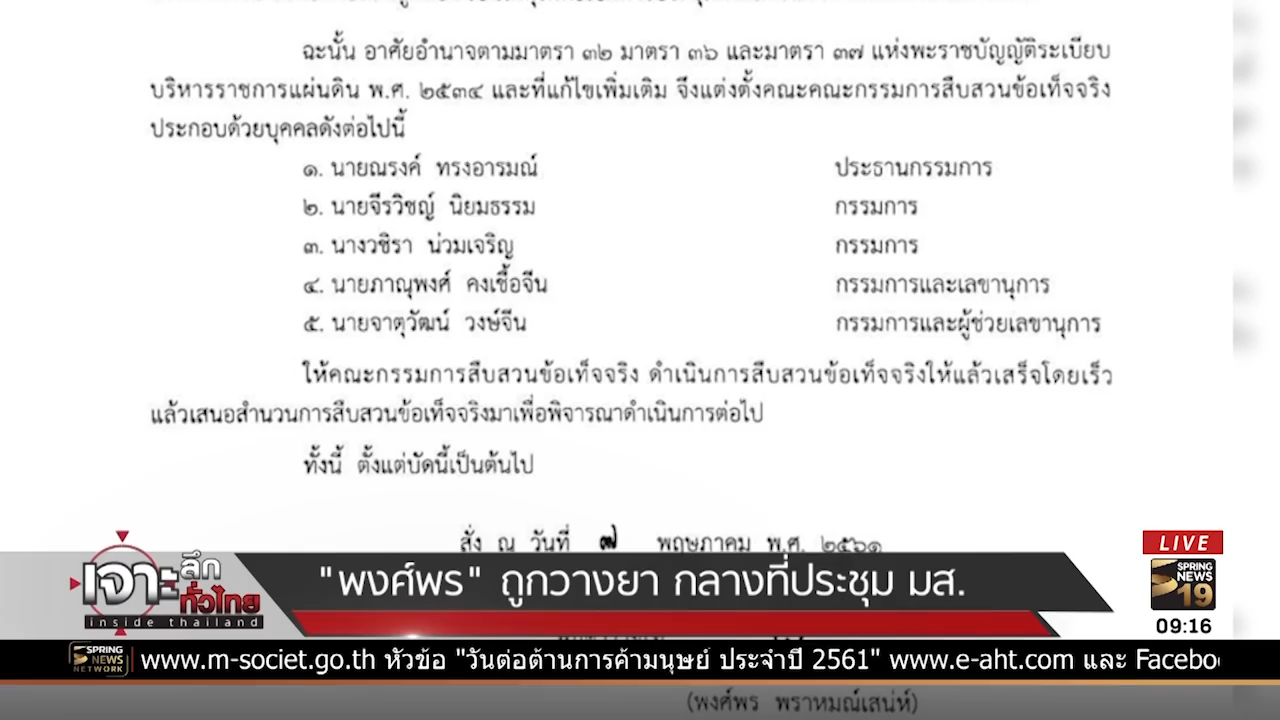 ฉะนั้น อาศัยอำนาจตามมาตรา ๓๒ มาตรา ๓๖ และมาตรา ๓๗ แห่งพะราชบัญญัติระเบียบ
บริหารราชการแผ่นดิน พ.ศ. ๒๕๓๔ และที่แก้ไขเพิ่มเติม จึงแต่งตั้งคณะคณะกรรมการสืบสวนข้อเท็จจริง
ประกอบด้วยบุคคลดังต่อไปนี้
๑. นายณรงค์ ทรงอารมณ์ ประธานกรรมการ
๒. นายจีรวิชญ์ นิยมธรรม กรรมการ
๓. นางวชิรา น่วมเจริญ กรรมการ
๔. นายภาณุพงศ์ คงเชื้อจีน กรรมการและเลขานุการ
๕. นายจาตุวัฒน์ วงษ์จีน กรรมการและผู้ช่วยเลขานุการ
ให้คณะกรรมการสืบสวนข้อเท็จจริง ดำเนินการสืบสวนข้อเท็จจริงให้แล้วเสร็จโดยเร็ว
แล้วเสนอสำนวนการสืบสวนข้อเท็จจริงมาเพื่อพิจารณาดำเนินการต่อไป
ทั้งนี้ ตั้งแต่บัดนี้เป็นต้นไป
สั่ง ณ วันที่ ๗ พฤษภาคม พ.ศ. ๒๕๖๑
เจาะลึกทั่วไทย
inside thailand
"พงศ์พร" ถูกวางยา กลางที่ประชุม มส.
LIVE
SPRING NEWS 19
09:16
SPRING NEWS NETWORK
www.m-societ.go.th หัวข้อ "วันต่อต้านการค้ามนุษย์ ประจำปี 2561" www.e-aht.com และ Facebo
(พงศ์พร พราหมณ์เสน่ห์)